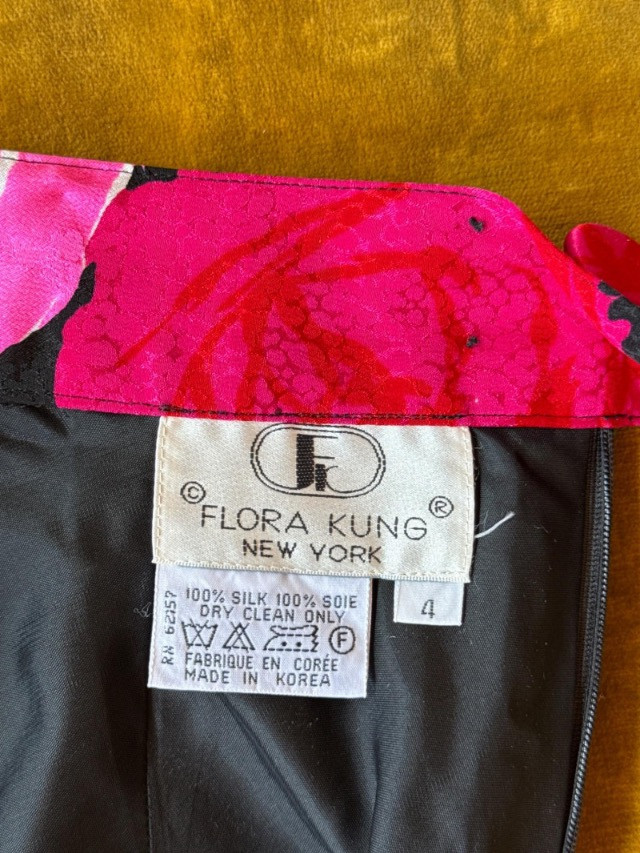 FK
© FLORA KUNG ®
NEW YORK
100% SILK 100% SOIE
DRY CLEAN ONLY
F
FABRIQUE EN CORÉE
MADE IN KOREA
RN 62157
4